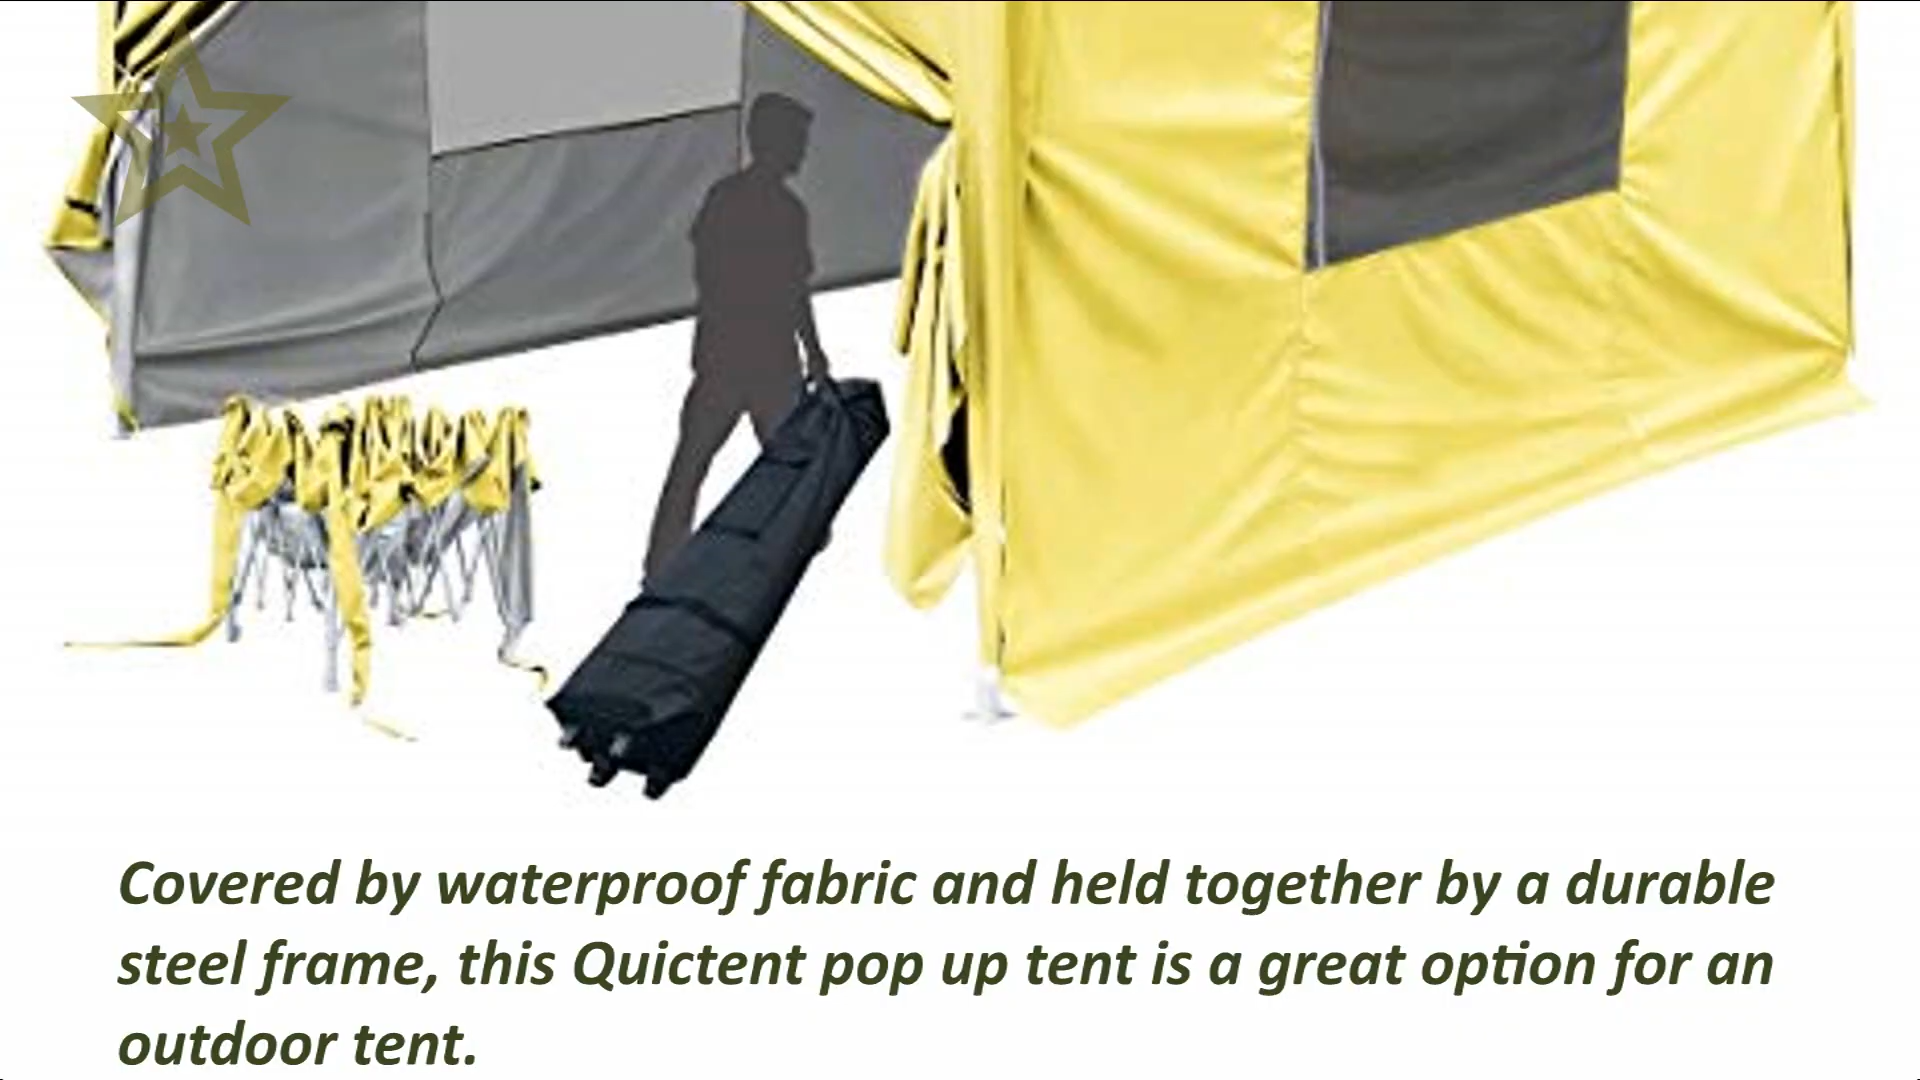 Covered by waterproof fabric and held together by a durable
steel frame, this Quictent pop up tent is a great option for an
outdoor tent.